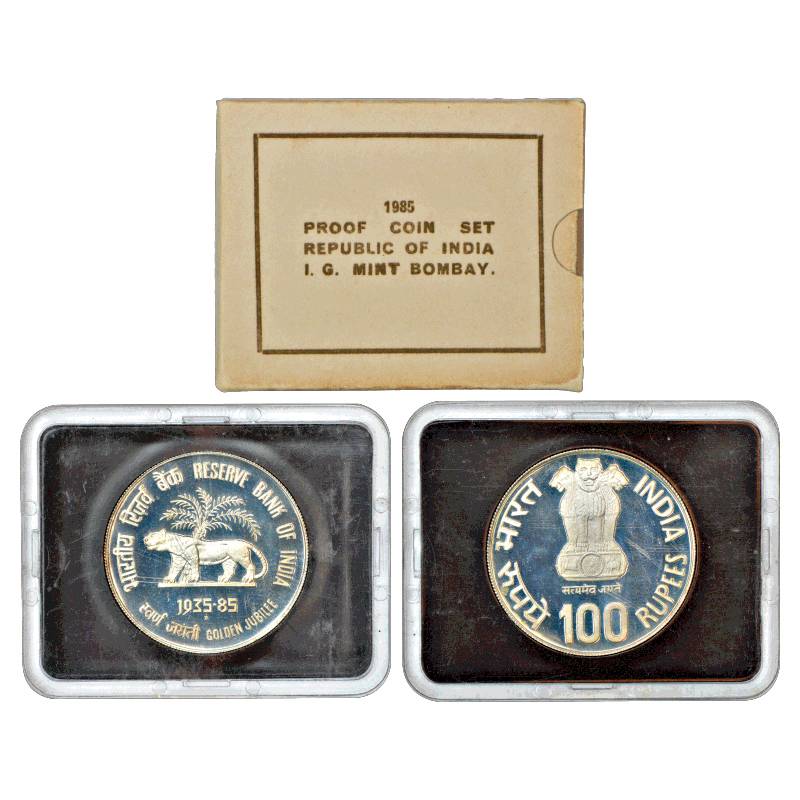 1985
PROOF COIN SET
REPUBLIC OF INDIA
I. G. MINT BOMBAY.
भारतीय रिज़र्व बैंक RESERVE BANK OF INDIA
1935-85
स्वर्ण जयंती GOLDEN JUBILEE
भारत INDIA
सत्यमेव जयते
रुपये 100 RUPEES